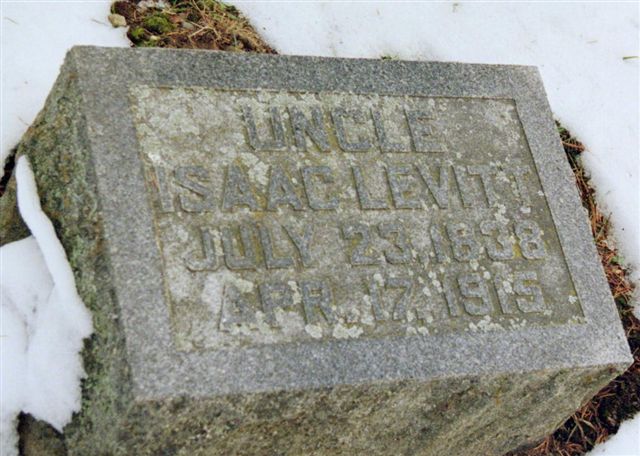 UNCLE
ISAAC LEVITT
JULY 23, 1838
APR. 17, 1915